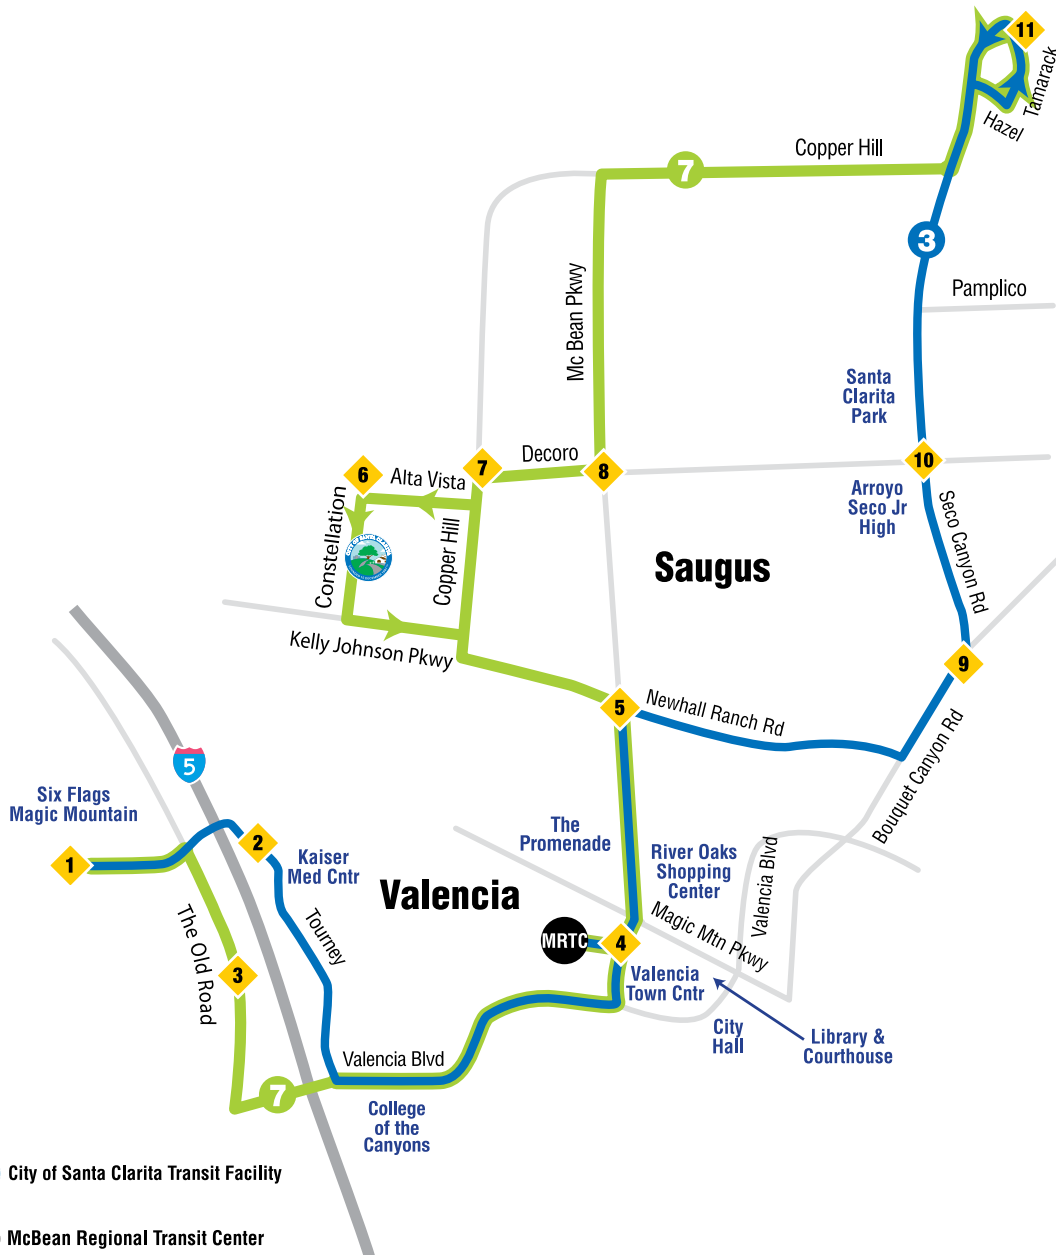 11
Tamarack
Hazel
Copper Hill
7
3
Pamplico
Mc Bean Pkwy
Santa
Clarita
Park
Decoro
6
Alta Vista
7
8
10
Arroyo
Seco Jr
High
Constellation
Copper Hill
Seco Canyon Rd
Saugus
Kelly Johnson Pkwy
9
5
Newhall Ranch Rd
Bouquet Canyon Rd
5
Six Flags
Magic Mountain
1
2
Kaiser
Med Cntr
The
Promenade
River Oaks
Shopping
Center
Valencia Blvd
Valencia
Tourney
The Old Road
Magic Mtn Pkwy
MRTC
4
3
Valencia
Town Cntr
City
Hall
Library &
Courthouse
Valencia Blvd
7
College
of the
Canyons
City of Santa Clarita Transit Facility
McBean Regional Transit Center